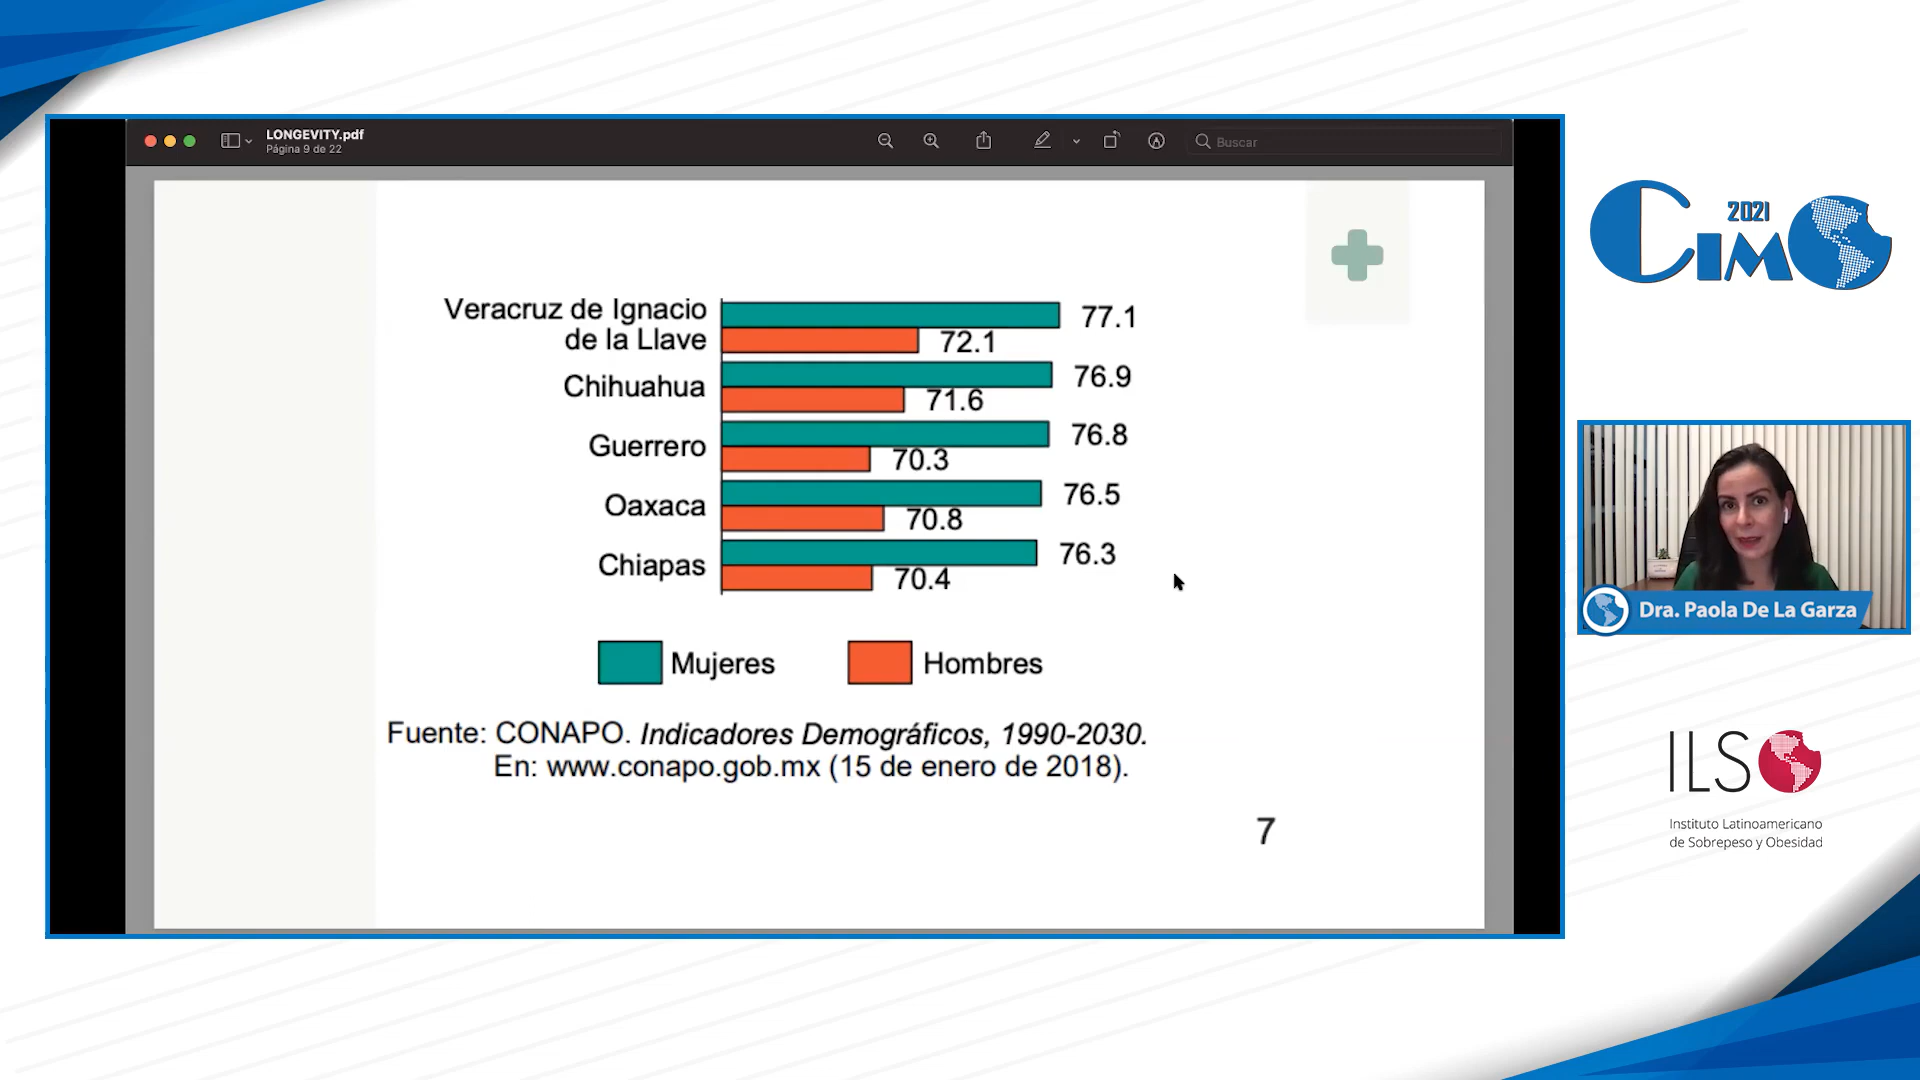 LONGEVITY.pdf
Página 9 de 22
Buscar
Veracruz de Ignacio
de la Llave
77.1
72.1
Chihuahua
76.9
71.6
Guerrero
76.8
70.3
Oaxaca
76.5
70.8
Chiapas
76.3
70.4
Mujeres
Hombres
Fuente: CONAPO. Indicadores Demográficos, 1990-2030.
En: www.conapo.gob.mx (15 de enero de 2018).
7
2021
CIMO
Dra. Paola De La Garza
ILSO
Instituto Latinoamericano
de Sobrepeso y Obesidad